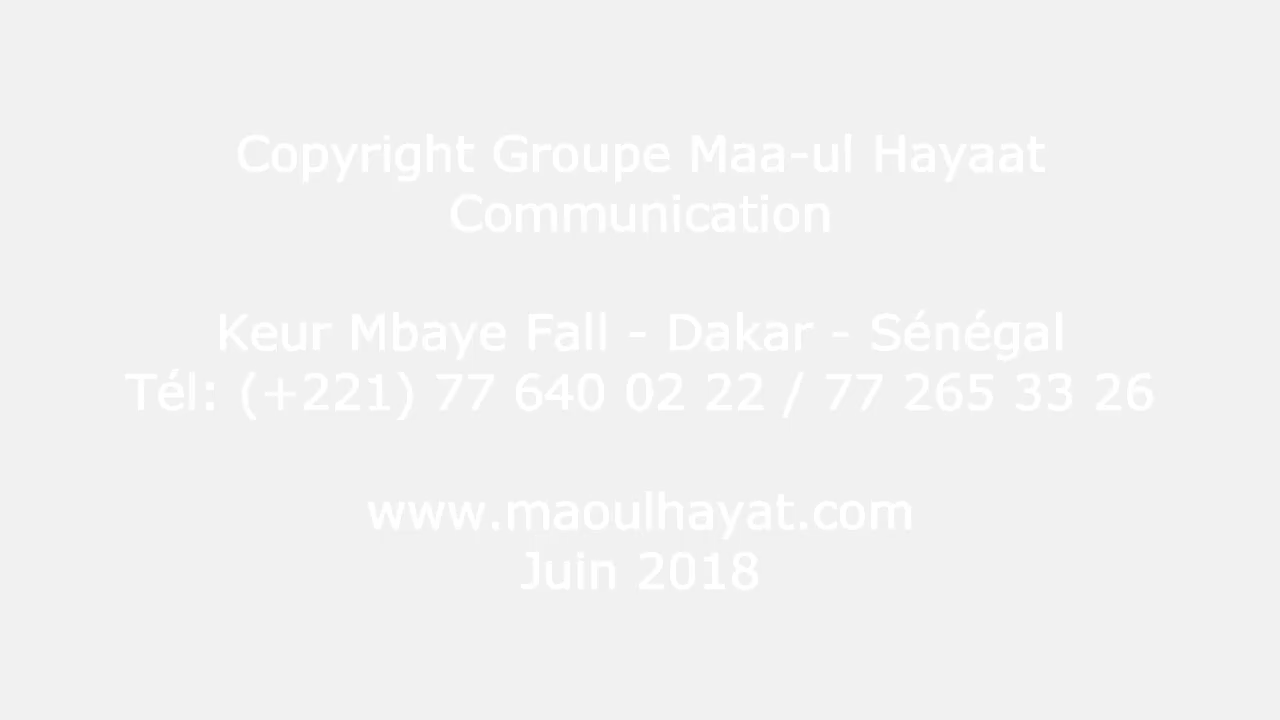 Copyright Groupe Maa-ul Hayaat
Communication
Keur Mbaye Fall - Dakar - Sénégal
Tél: (+221) 77 640 02 22 / 77 265 33 26
www.maoulhayat.com
Juin 2018